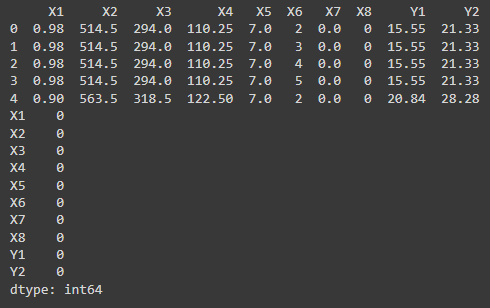 X1 X2 X3 X4 X5 X6 X7 X8 Y1 Y2
0 0.98 514.5 294.0 110.25 7.0 2 0.0 0 15.55 21.33
1 0.98 514.5 294.0 110.25 7.0 3 0.0 0 15.55 21.33
2 0.98 514.5 294.0 110.25 7.0 4 0.0 0 15.55 21.33
3 0.98 514.5 294.0 110.25 7.0 5 0.0 0 15.55 21.33
4 0.90 563.5 318.5 122.50 7.0 2 0.0 0 20.84 28.28
X1 0
X2 0
X3 0
X4 0
X5 0
X6 0
X7 0
X8 0
Y1 0
Y2 0
dtype: int64